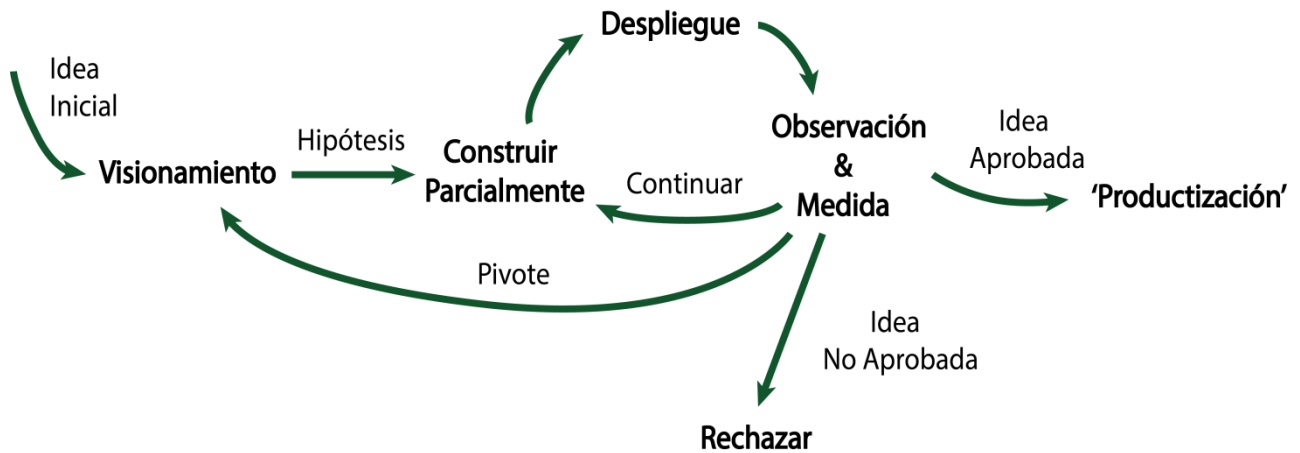 Despliegue
Idea
Inicial
Hipótesis
Visionamiento
Construir
Parcialmente
Continuar
Observación
&
Medida
Idea
Aprobada
‘Productización’
Pivote
Idea
No Aprobada
Rechazar